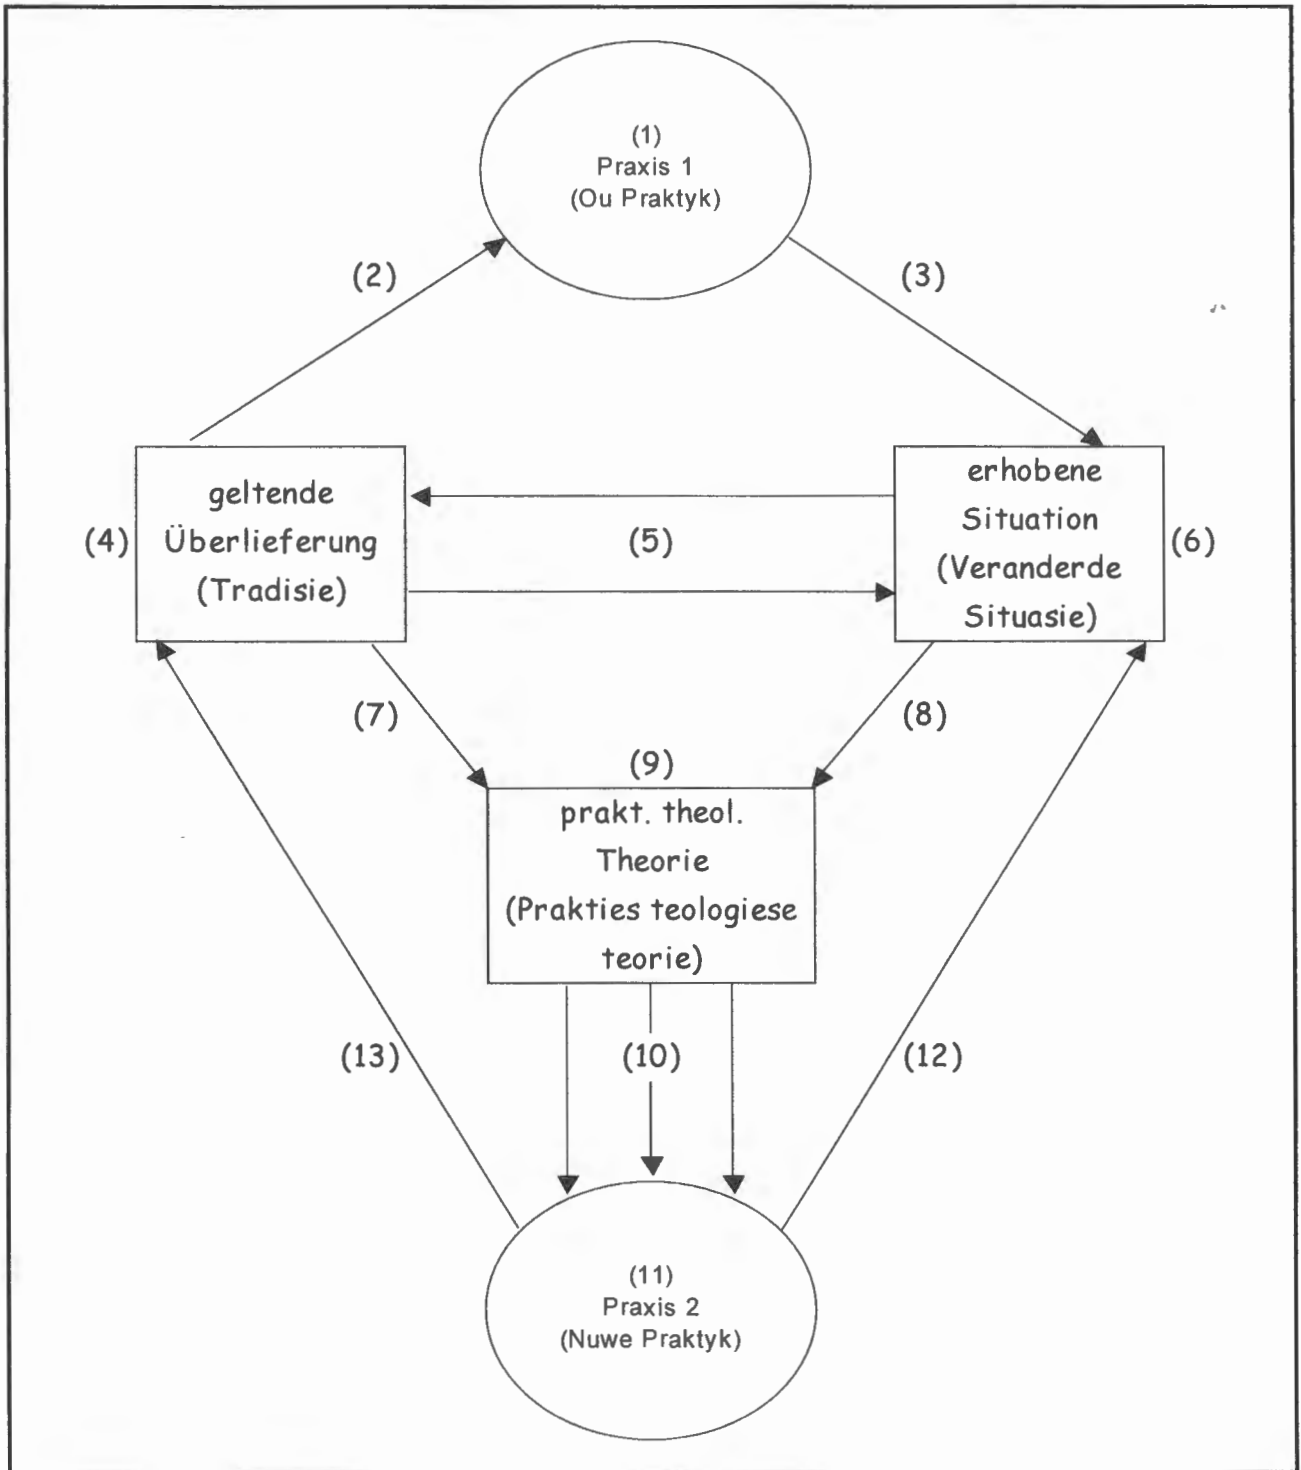 (1)
Praxis 1
(Ou Praktyk)
(2)
(3)
geltende
Überlieferung
(Tradisie)
(4)
(5)
erhobene
Situation
(Veranderde
Situasie)
(6)
(7)
(8)
(9)
prakt. theol.
Theorie
(Prakties teologiese
teorie)
(10)
(13)
(12)
(11)
Praxis 2
(Nuwe Praktyk)